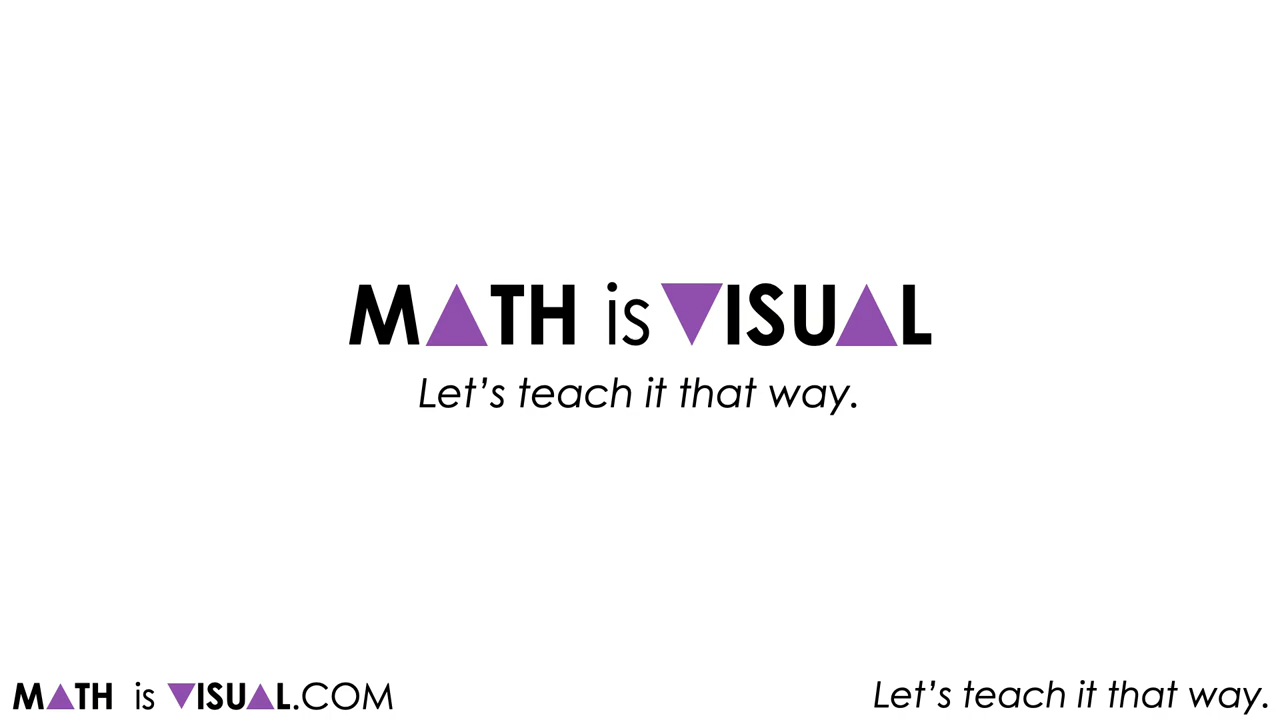 MATH is VISUAL
Let's teach it that way.
MATH is VISUAL.COM
Let's teach it that way.